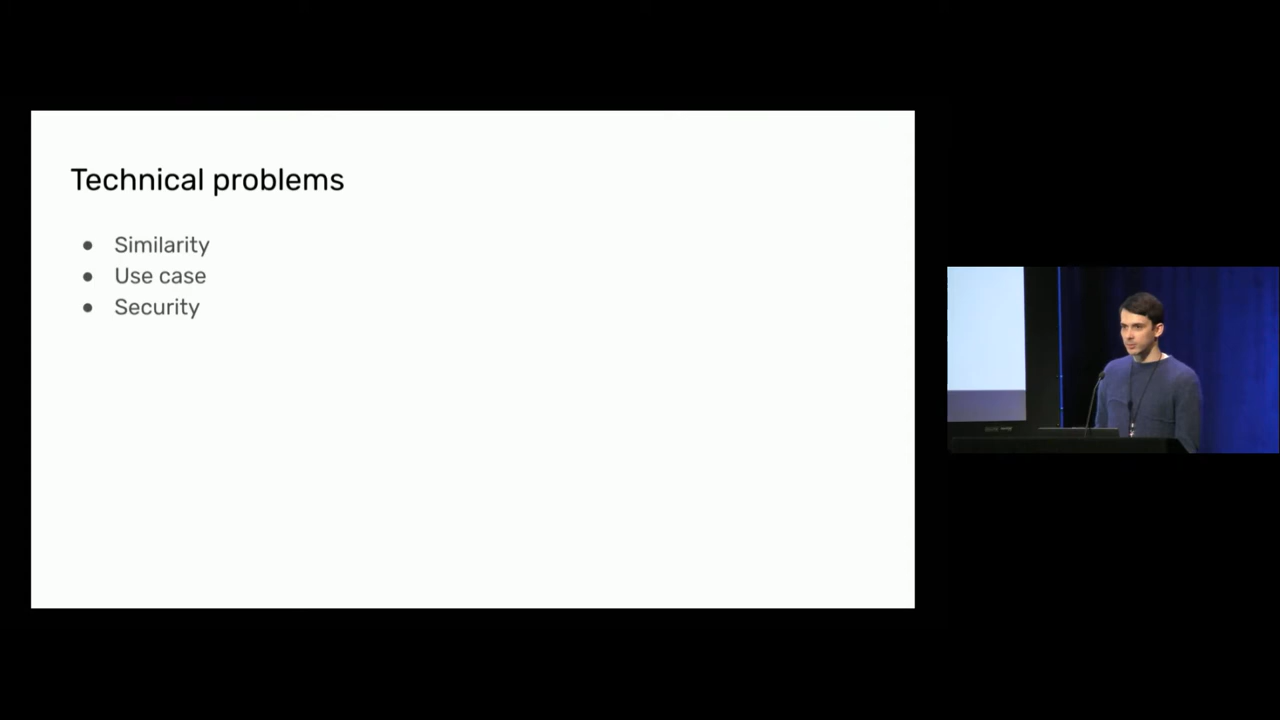 Technical problems
● Similarity
● Use case
● Security